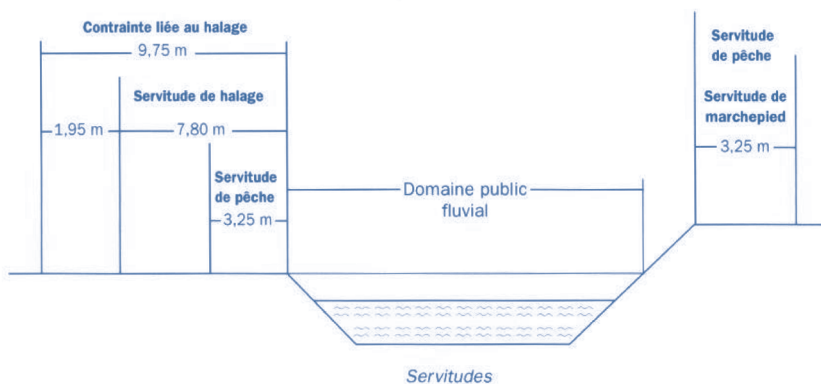 Contrainte liée au halage
9,75 m
Servitude de halage
1,95 m
7,80 m
Servitude
de pêche
3,25 m
Domaine public
fluvial
Servitude
de pêche
Servitude de
marchepied
3,25 m
Servitudes